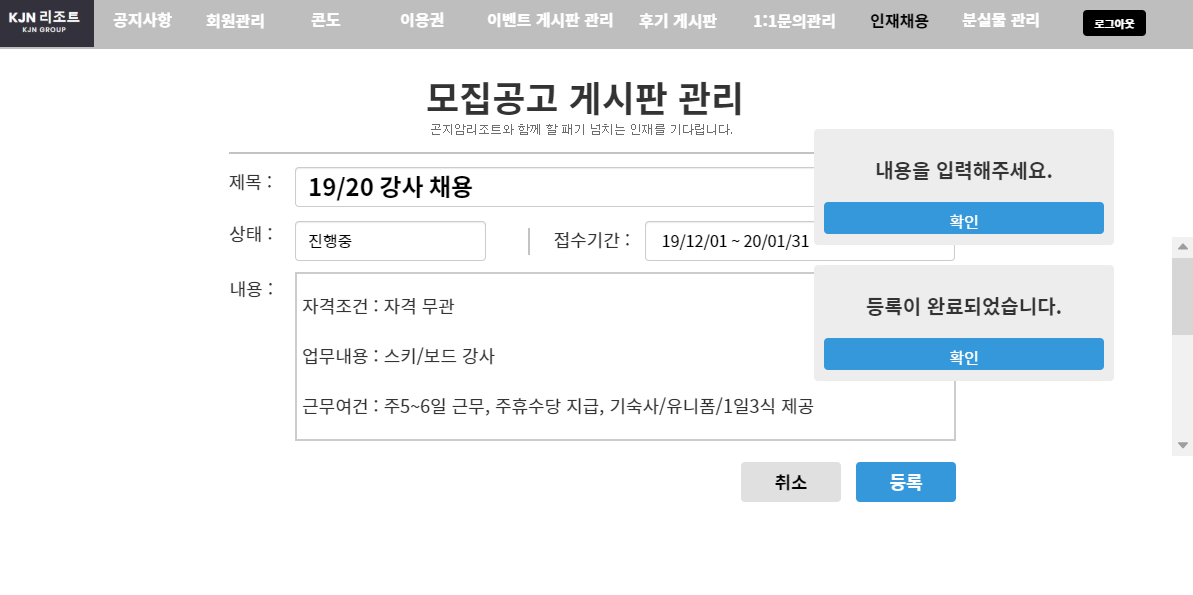 KJN 리조트
KJN GROUP
공지사항 회원관리 콘도 이용권 이벤트 게시판 관리 후기 게시판 1:1문의관리 인재채용 분실물 관리 로그아웃
모집공고 게시판 관리
곤지암리조트와 함께 할 패기 넘치는 인재를 기다립니다.
제목 : 19/20 강사 채용
내용을 입력해주세요.
확인
상태 : 진행중 접수기간 : 19/12/01 ~ 20/01/31
등록이 완료되었습니다.
확인
내용 :
자격조건 : 자격 무관
업무내용 : 스키/보드 강사
근무여건 : 주5~6일 근무, 주휴수당 지급, 기숙사/유니폼/1일3식 제공
취소 등록